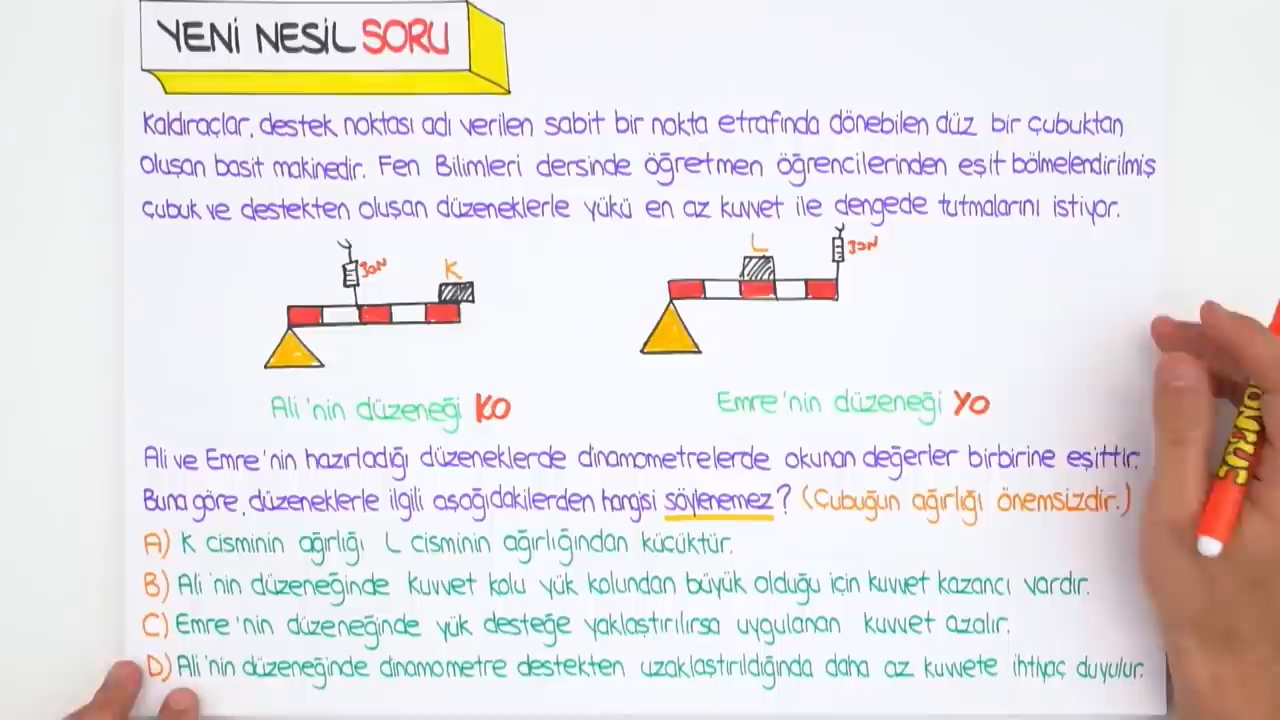 YENİ NESİL SORU
Kaldıraçlar, destek noktası adı verilen sabit bir nokta etrafında dönebilen düz bir çubuktan
oluşan basit makinedir. Fen Bilimleri dersinde öğretmen öğrencilerinden eşit bölmelendirilmiş
çubuk ve destekten oluşan düzeneklerle yükü en az kuvvet ile dengede tutmalarını istiyor.
30N K
L 30N
Ali'nin düzeneği KO
Emre'nin düzeneği YO
Ali ve Emre'nin hazırladığı düzeneklerde dinamometrelerde okunan değerler birbirine eşittir.
Buna göre, düzeneklerle ilgili aşağıdakilerden hangisi söylenemez? (Çubuğun ağırlığı önemsizdir.)
A) K cisminin ağırlığı L cisminin ağırlığından küçüktür.
B) Ali'nin düzeneğinde kuvvet kolu yük kolundan büyük olduğu için kuvvet kazancı vardır.
C) Emre'nin düzeneğinde yük desteğe yaklaştırılırsa uygulanan kuvvet azalır.
D) Ali'nin düzeneğinde dinamometre destekten uzaklaştırıldığında daha az kuvvete ihtiyaç duyulur.